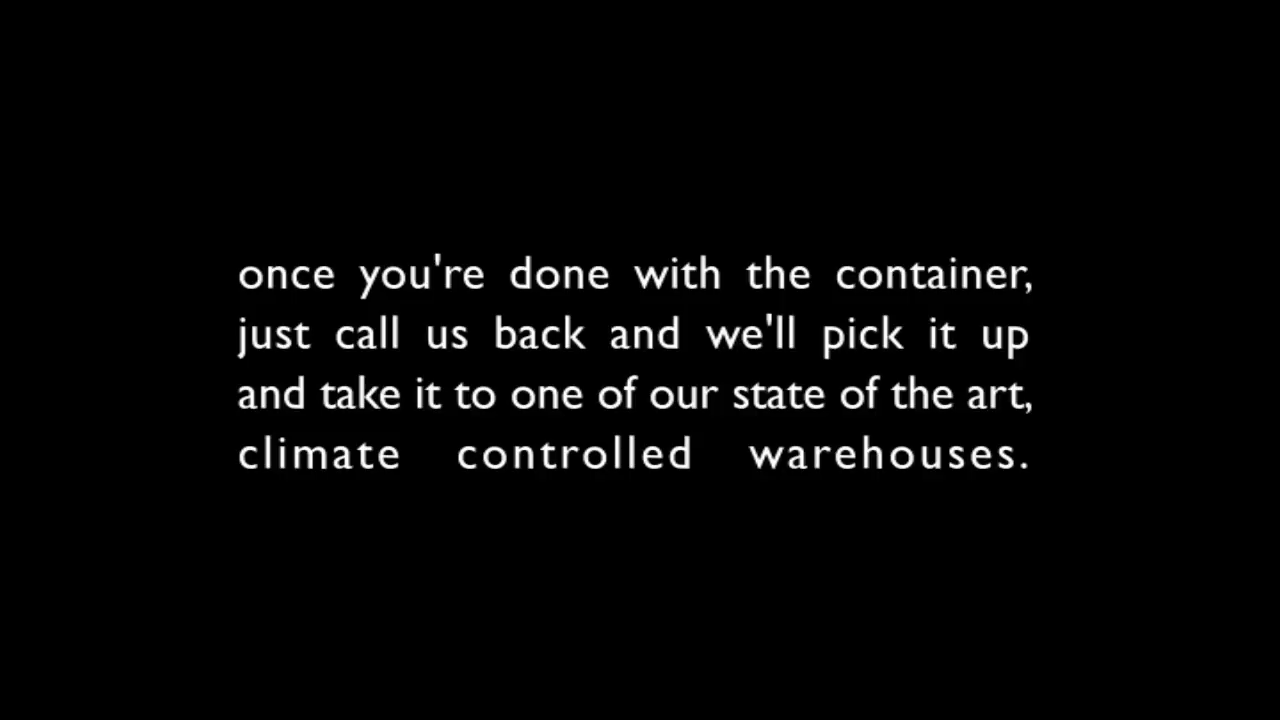 once you're done with the container,
just call us back and we'll pick it up
and take it to one of our state of the art,
climate controlled warehouses.